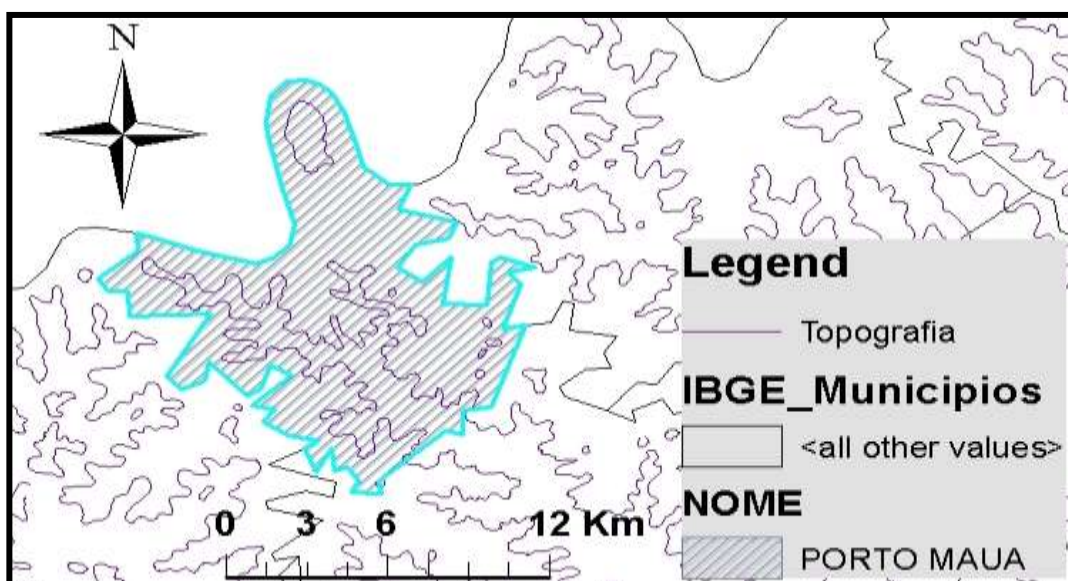 N
Legend
Topografia
IBGE_Municipios
<all other values>
NOME
PORTO MAUA
0 3 6 12 Km